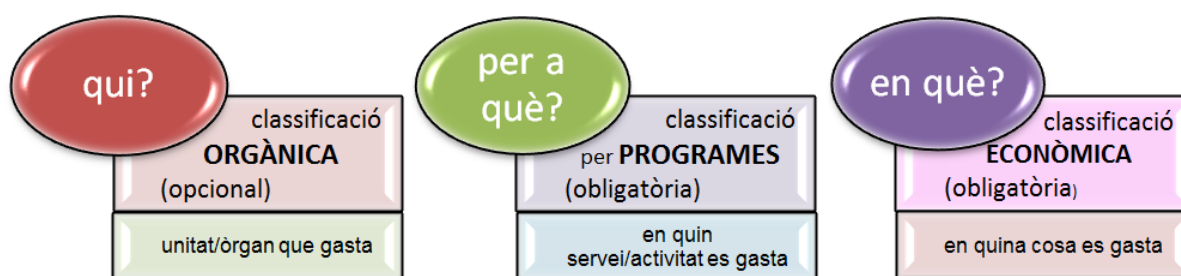 qui?
classificació
ORGÀNICA
(opcional)
unitat/òrgan que gasta
per a
què?
classificació
per PROGRAMES
(obligatòria)
en quin
servei/activitat es gasta
en què?
classificació
ECONÒMICA
(obligatòria)
en quina cosa es gasta